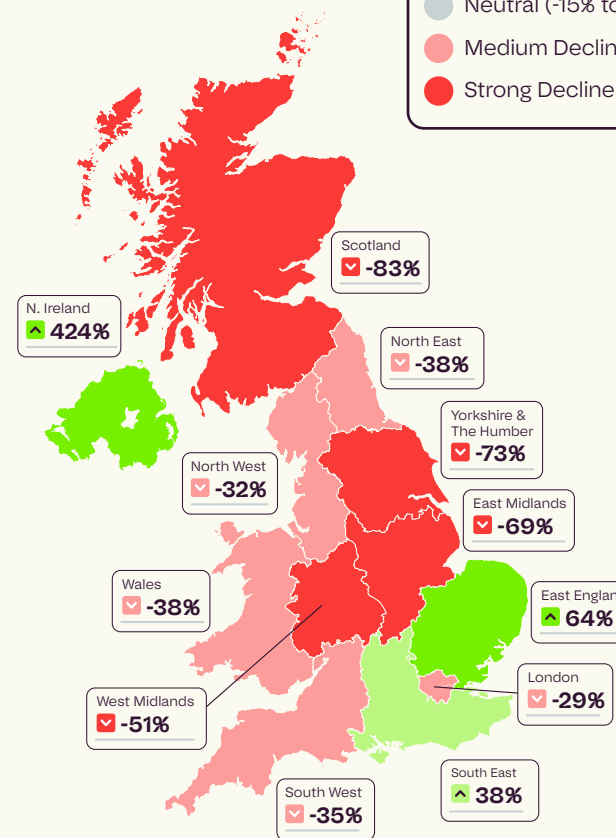 Neutral (-15% to
Medium Declin
Strong Decline
Scotland
-83%
N. Ireland
424%
North East
-38%
Yorkshire &
The Humber
-73%
North West
-32%
East Midlands
-69%
Wales
-38%
East Englan
64%
London
-29%
West Midlands
-51%
South East
38%
South West
-35%